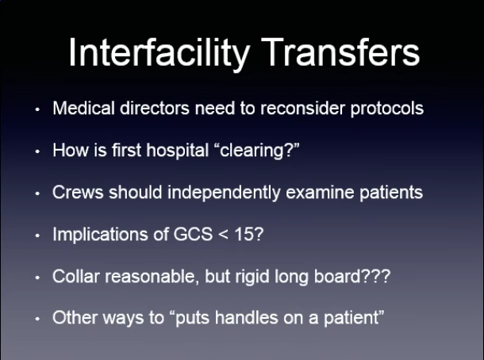 Interfacility Transfers
• Medical directors need to reconsider protocols
• How is first hospital “clearing?”
• Crews should independently examine patients
• Implications of GCS < 15?
• Collar reasonable, but rigid long board???
• Other ways to “puts handles on a patient”